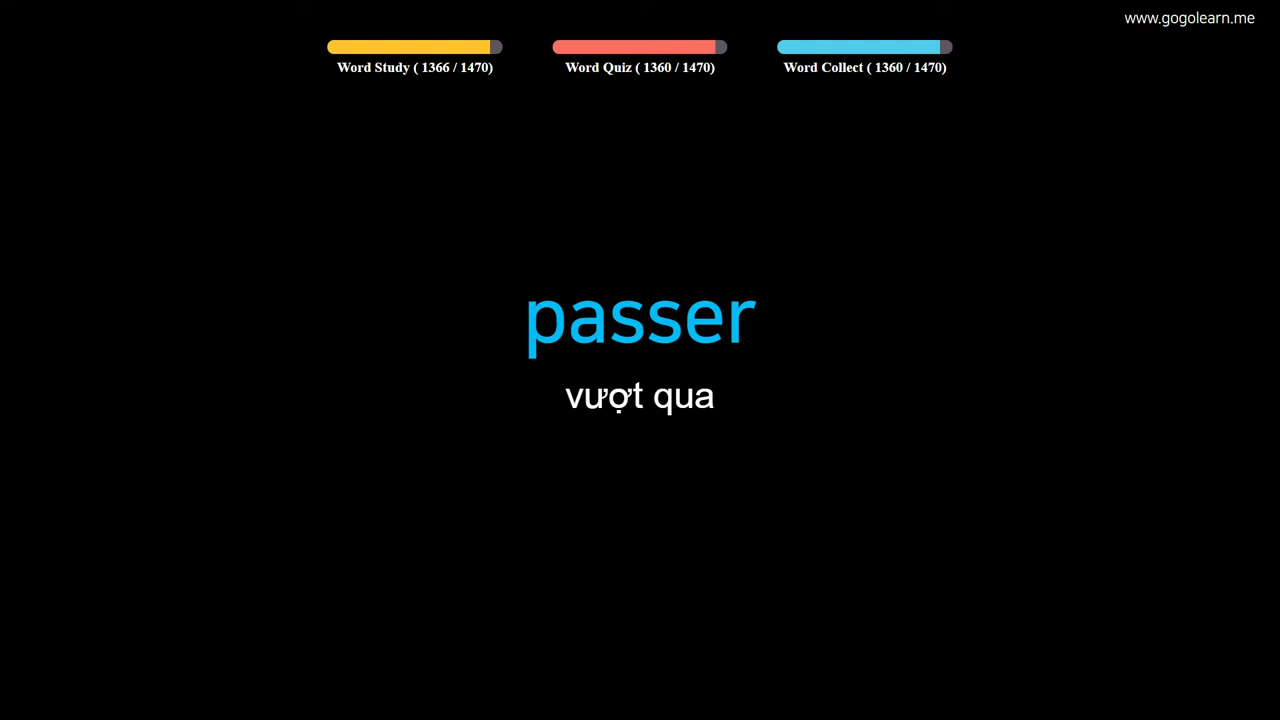 www.gogolearn.me
Word Study ( 1366 / 1470)
Word Quiz ( 1360 / 1470)
Word Collect ( 1360 / 1470)
passer
vượt qua